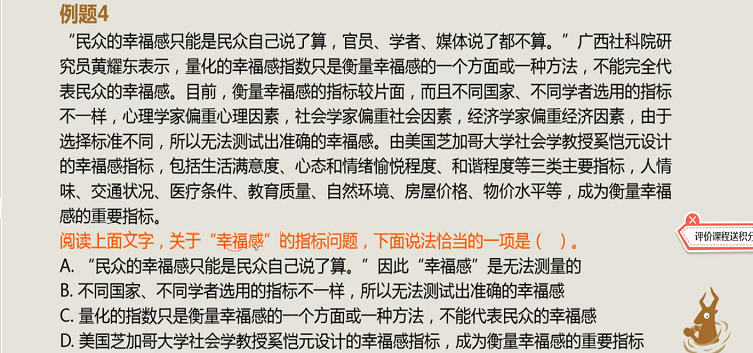 例题4
“民众的幸福感只能是民众自己说了算，官员、学者、媒体说了都不算。”广西社科院研
究员黄耀东表示，量化的幸福感指数只是衡量幸福感的一个方面或一种方法，不能完全代
表民众的幸福感。目前，衡量幸福感的指标较片面，而且不同国家、不同学者选用的指标
不一样，心理学家偏重心理因素，社会学家偏重社会因素，经济学家偏重经济因素，由于
选择标准不同，所以无法测试出准确的幸福感。由美国芝加哥大学社会学教授奚恺元设计
的幸福感指标，包括生活满意度、心态和情绪愉悦程度、和谐程度等三类主要指标，人情
味、交通状况、医疗条件、教育质量、自然环境、房屋价格、物价水平等，成为衡量幸福
感的重要指标。
阅读上面文字，关于“幸福感”的指标问题，下面说法恰当的一项是（ ）。
评价课程送积分
A. “民众的幸福感只能是民众自己说了算。”因此“幸福感”是无法测量的
B. 不同国家、不同学者选用的指标不一样，所以无法测试出准确的幸福感
C. 量化的指数只是衡量幸福感的一个方面或一种方法，不能代表民众的幸福感
D. 美国芝加哥大学社会学教授奚恺元设计的幸福感指标，成为衡量幸福感的重要指标